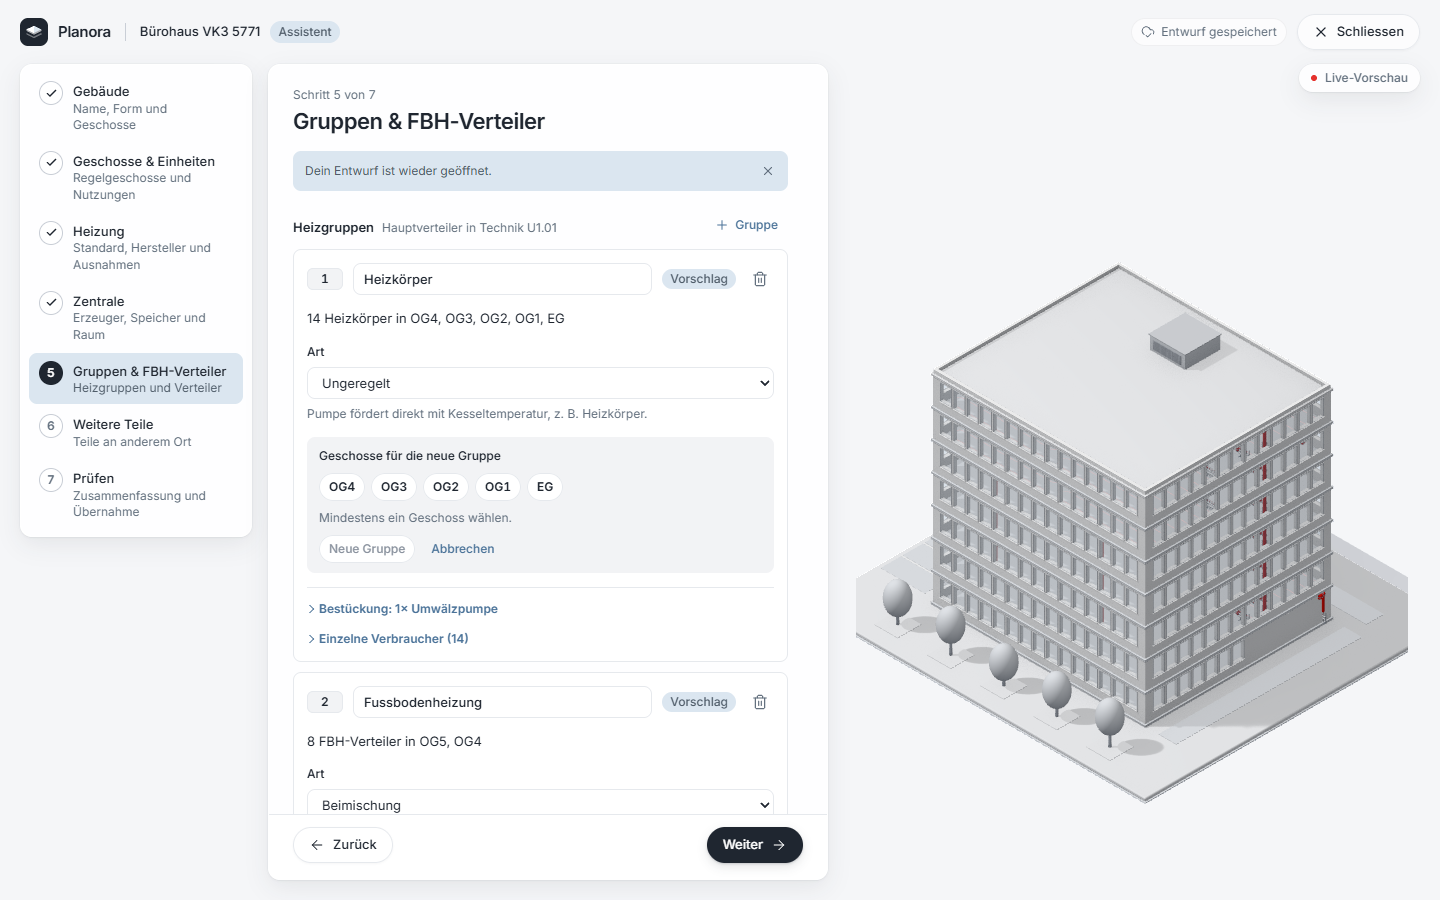 Planora
Bürohaus VK3 5771
Assistent
Entwurf gespeichert
Schliessen
Gebäude
Name, Form und
Geschosse
Geschosse & Einheiten
Regelgeschosse und
Nutzungen
Heizung
Standard, Hersteller und
Ausnahmen
Zentrale
Erzeuger, Speicher und
Raum
5
Gruppen & FBH-Verteiler
Heizgruppen und Verteiler
6
Weitere Teile
Teile an anderem Ort
7
Prüfen
Zusammenfassung und
Übernahme
Schritt 5 von 7
Gruppen & FBH-Verteiler
Dein Entwurf ist wieder geöffnet.
Heizgruppen Hauptverteiler in Technik U1.01
Gruppe
1
Heizkörper
Vorschlag
14 Heizkörper in OG4, OG3, OG2, OG1, EG
Art
Ungeregelt
Pumpe fördert direkt mit Kesseltemperatur, z. B. Heizkörper.
Geschosse für die neue Gruppe
OG4 OG3 OG2 OG1 EG
Mindestens ein Geschoss wählen.
Neue Gruppe Abbrechen
Bestückung: 1× Umwälzpumpe
Einzelne Verbraucher (14)
2
Fussbodenheizung
Vorschlag
8 FBH-Verteiler in OG5, OG4
Art
Beimischung
Zurück
Weiter
Live-Vorschau